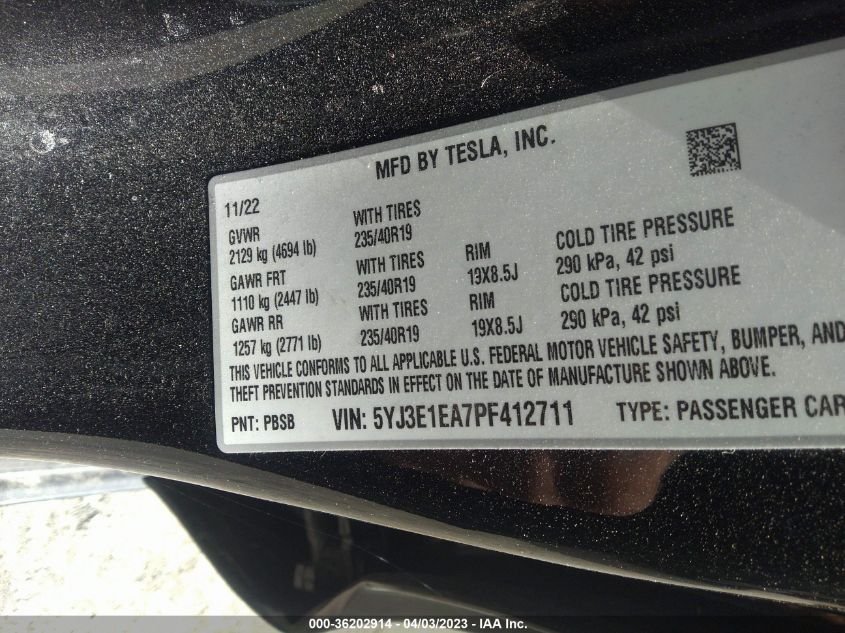 MFD BY TESLA, INC.
11/22
GVWR WITH TIRES
2129 kg (4694 lb) 235/40R19
GAWR FRT WITH TIRES RIM COLD TIRE PRESSURE
1110 kg (2447 lb) 235/40R19 19X8.5J 290 kPa, 42 psi
GAWR RR WITH TIRES RIM COLD TIRE PRESSURE
1257 kg (2771 lb) 235/40R19 19X8.5J 290 kPa, 42 psi
THIS VEHICLE CONFORMS TO ALL APPLICABLE U.S. FEDERAL MOTOR VEHICLE SAFETY, BUMPER, AND
THEFT PREVENTION STANDARDS IN EFFECT ON THE DATE OF MANUFACTURE SHOWN ABOVE.
PNT: PBSB VIN: 5YJ3E1EA7PF412711 TYPE: PASSENGER CAR
000-36202914 - 04/03/2023 - IAA Inc.